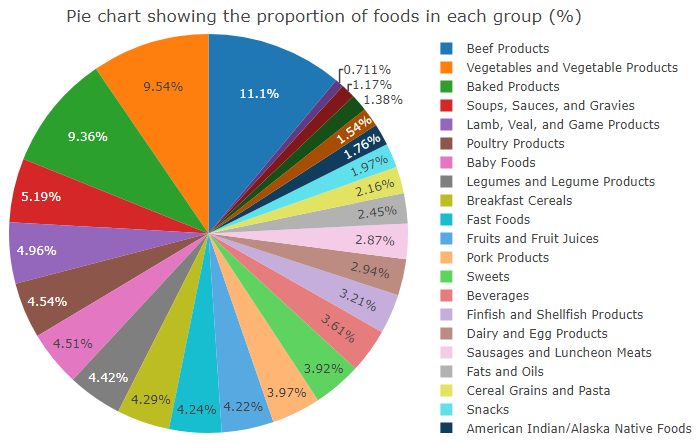 Pie chart showing the proportion of foods in each group (%)
11.1%
0.711%
1.17%
1.38%
1.54%
1.76%
1.97%
2.16%
2.45%
2.87%
2.94%
3.21%
3.61%
3.92%
3.97%
4.22%
4.24%
4.29%
4.42%
4.51%
4.54%
4.96%
5.19%
9.36%
9.54%
Beef Products
Vegetables and Vegetable Products
Baked Products
Soups, Sauces, and Gravies
Lamb, Veal, and Game Products
Poultry Products
Baby Foods
Legumes and Legume Products
Breakfast Cereals
Fast Foods
Fruits and Fruit Juices
Pork Products
Sweets
Beverages
Finfish and Shellfish Products
Dairy and Egg Products
Sausages and Luncheon Meats
Fats and Oils
Cereal Grains and Pasta
Snacks
American Indian/Alaska Native Foods